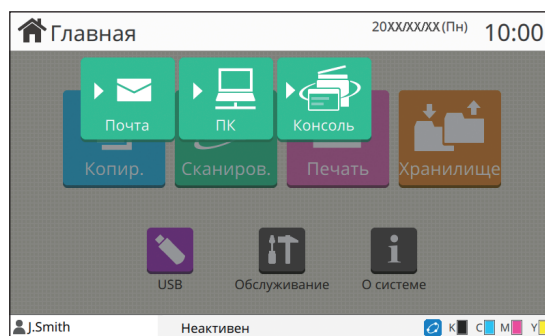 Главная 20XX/XX/XX(Пн) 10:00
Почта ПК Консоль
Копир. Сканиров. Печать Хранилище
USB Обслуживание О системе
J.Smith Неактивен K C M Y